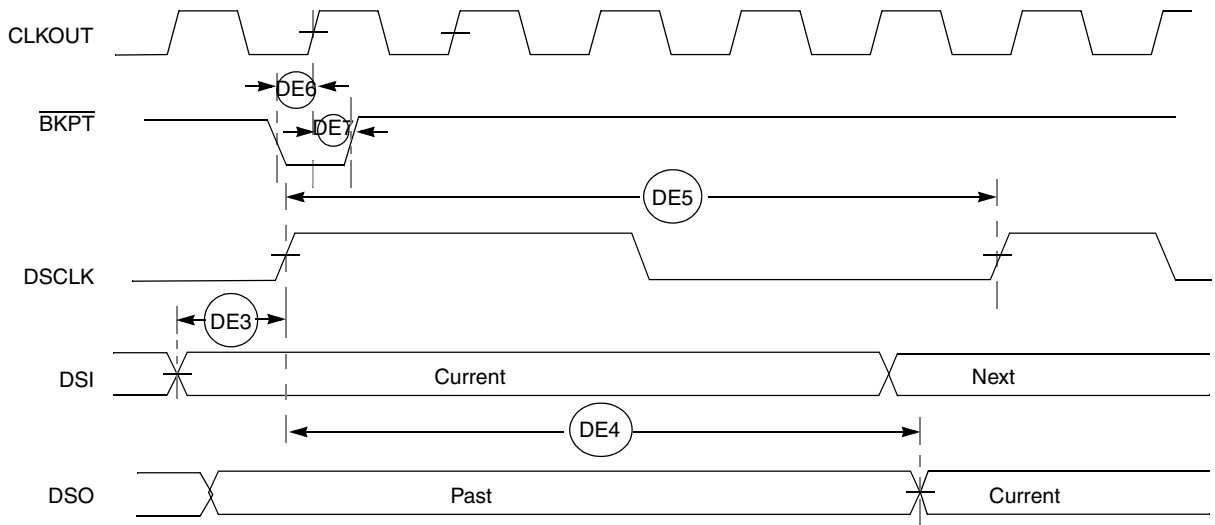 CLKOUT
DE6
BKPT
DE7
DE5
DSCLK
DE3
DSI Current Next
DE4
DSO Past Current